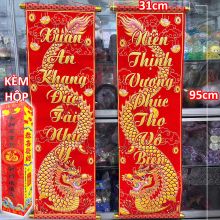 31cm
95cm
KÈM
HỘP
Xuân
An
Khang
Đức
Tài
Như
Ý
Niên
Thịnh
Vượng
Phúc
Thọ
Vô
Biên